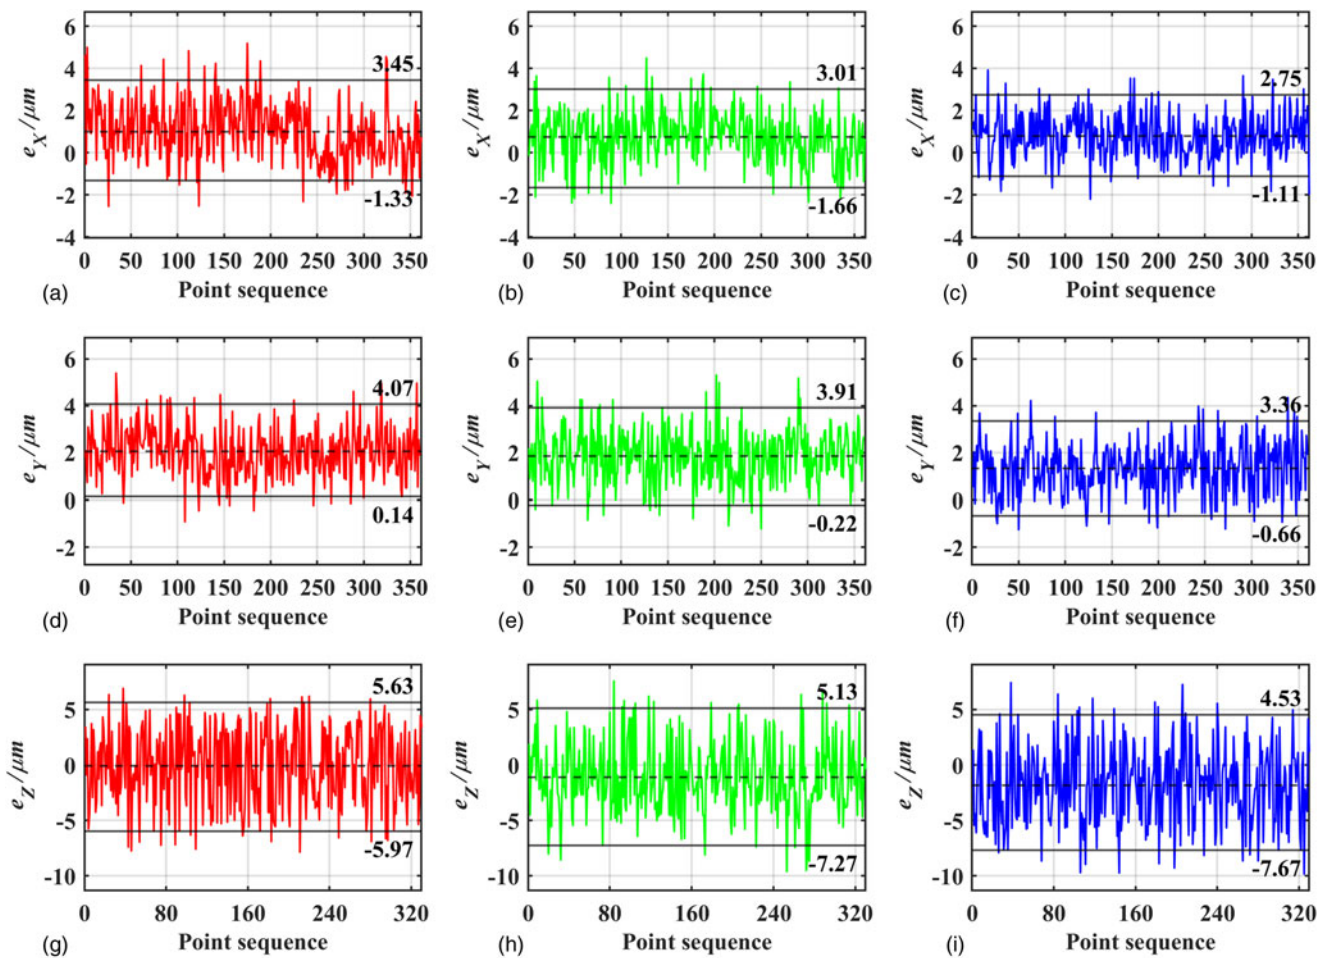 6
4
2
0
-2
-4
e_X/μm
3.45
-1.33
0 50 100 150 200 250 300 350
Point sequence
(a)
6
4
2
0
-2
-4
e_X/μm
3.01
-1.66
0 50 100 150 200 250 300 350
Point sequence
(b)
6
4
2
0
-2
-4
e_X/μm
2.75
-1.11
0 50 100 150 200 250 300 350
Point sequence
(c)
6
4
2
0
-2
e_Y/μm
4.07
0.14
0 50 100 150 200 250 300 350
Point sequence
(d)
6
4
2
0
-2
e_Y/μm
3.91
-0.22
0 50 100 150 200 250 300 350
Point sequence
(e)
6
4
2
0
-2
e_Y/μm
3.36
-0.66
0 50 100 150 200 250 300 350
Point sequence
(f)
5
0
-5
-10
e_Z/μm
5.63
-5.97
0 80 160 240 320
Point sequence
(g)
5
0
-5
-10
e_Z/μm
5.13
-7.27
0 80 160 240 320
Point sequence
(h)
5
0
-5
-10
e_Z/μm
4.53
-7.67
0 80 160 240 320
Point sequence
(i)